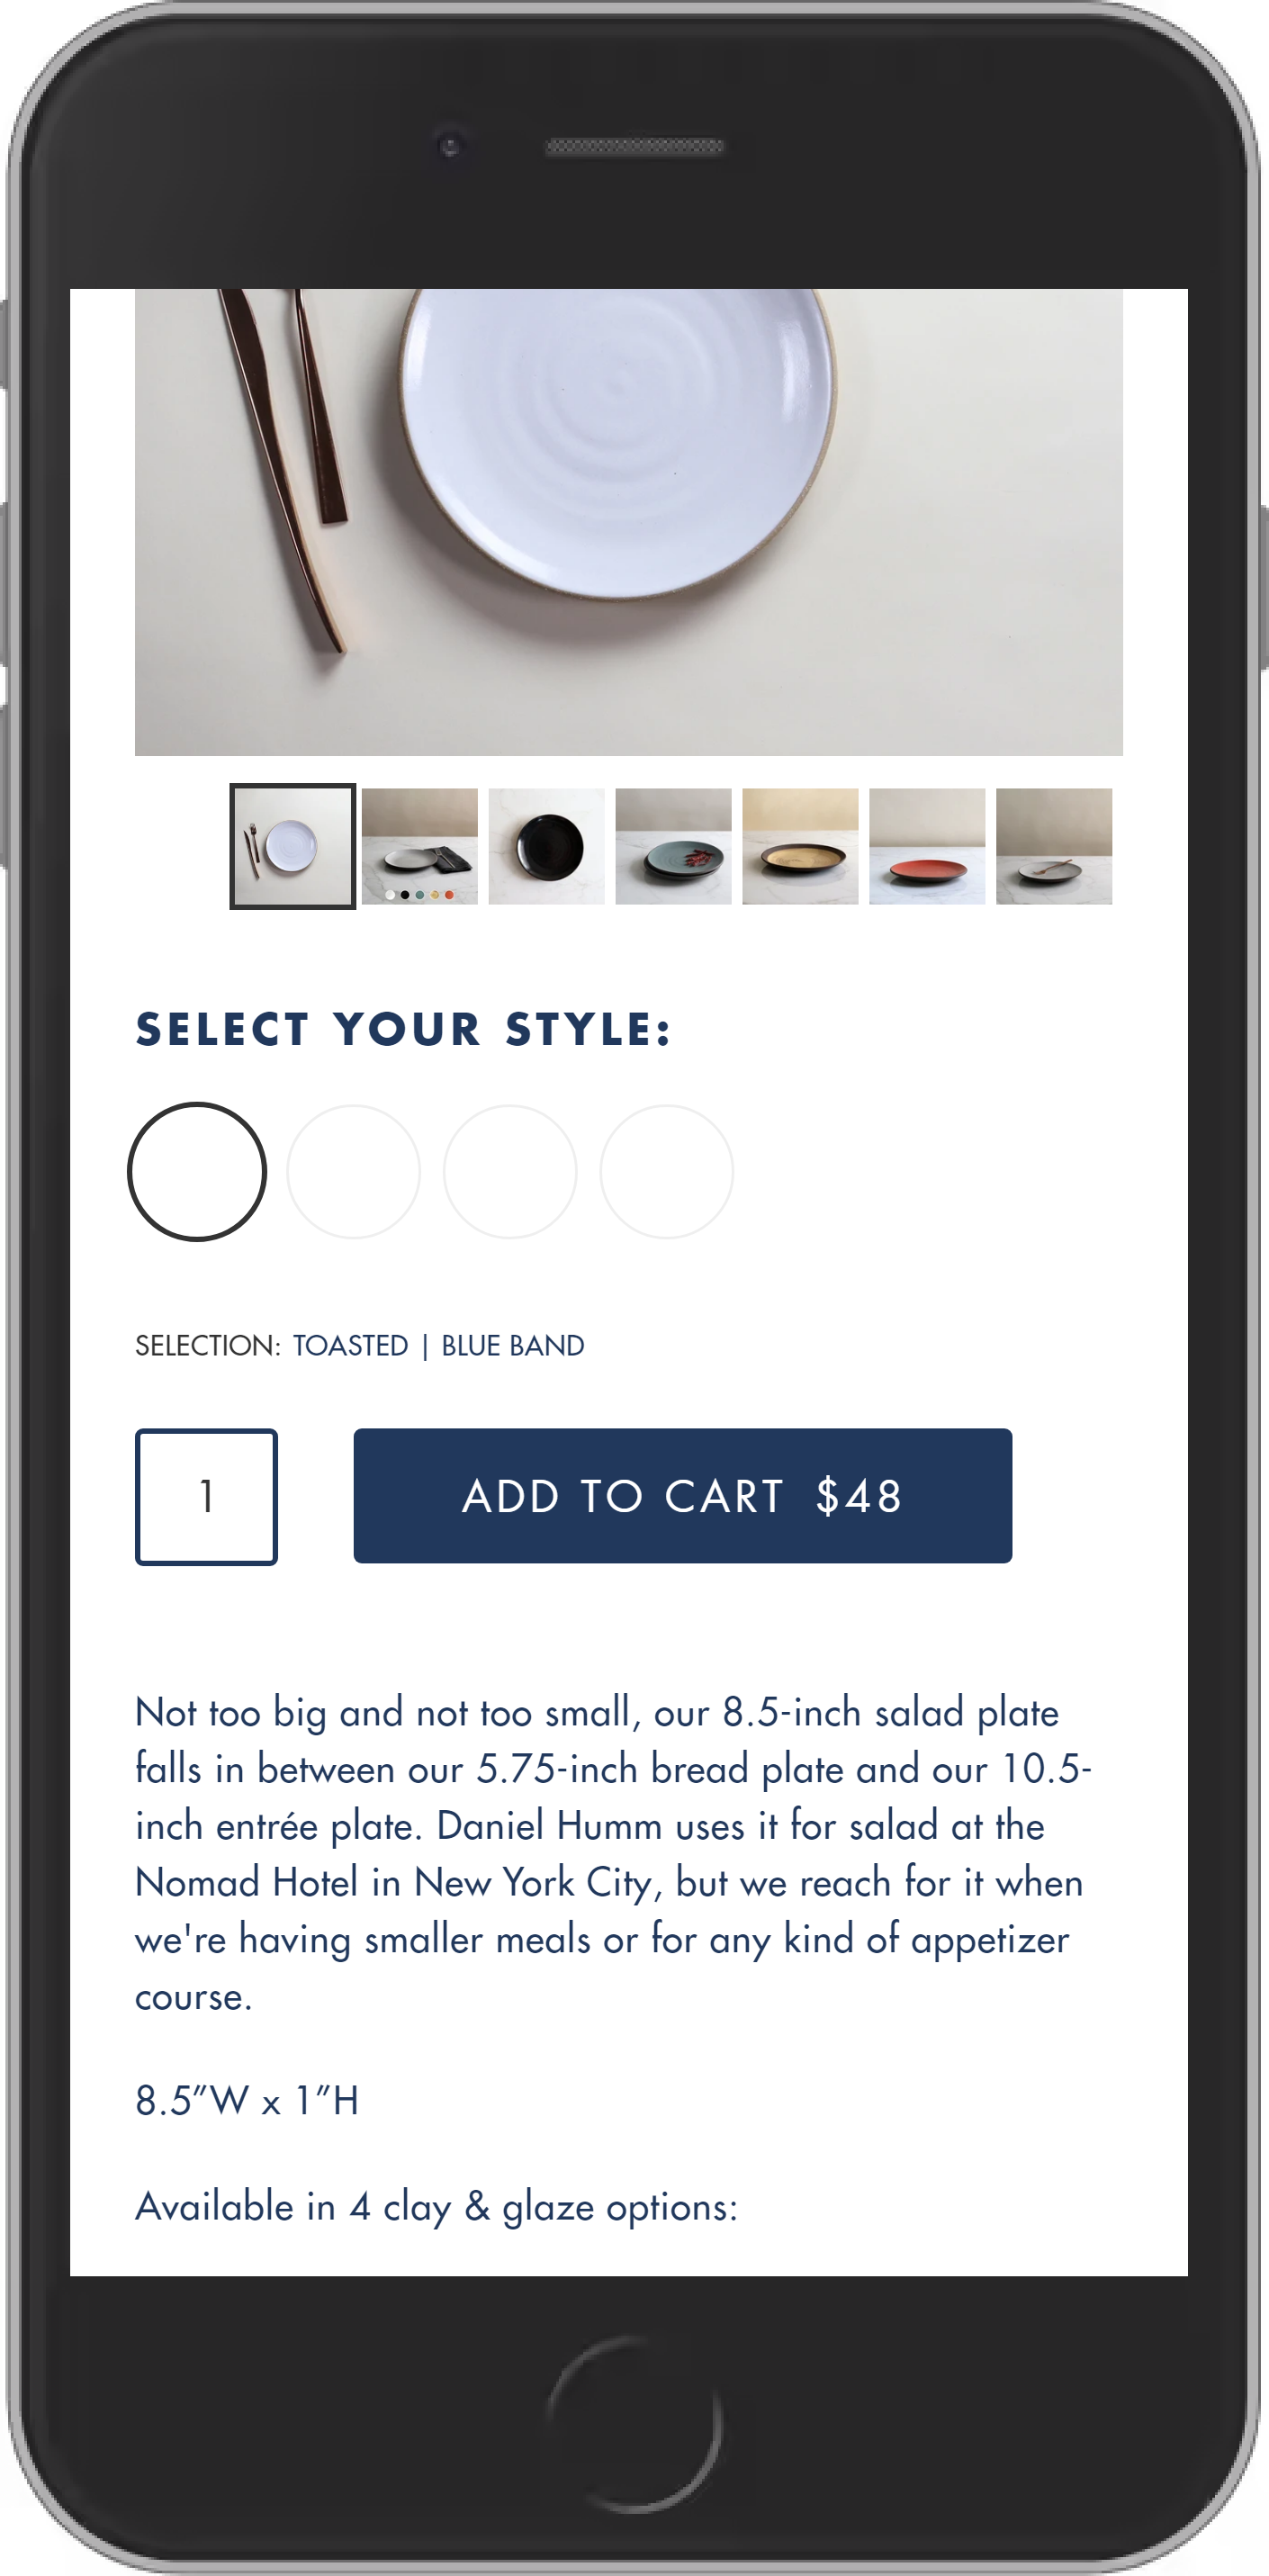 SELECT YOUR STYLE:
SELECTION: TOASTED | BLUE BAND
1
ADD TO CART $48
Not too big and not too small, our 8.5-inch salad plate
falls in between our 5.75-inch bread plate and our 10.5-
inch entrée plate. Daniel Humm uses it for salad at the
Nomad Hotel in New York City, but we reach for it when
we're having smaller meals or for any kind of appetizer
course.
8.5”W x 1”H
Available in 4 clay & glaze options: